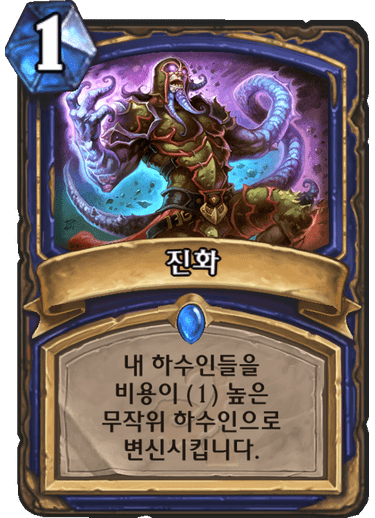 1
진화
내 하수인들을
비용이 (1) 높은
무작위 하수인으로
변신시킵니다.